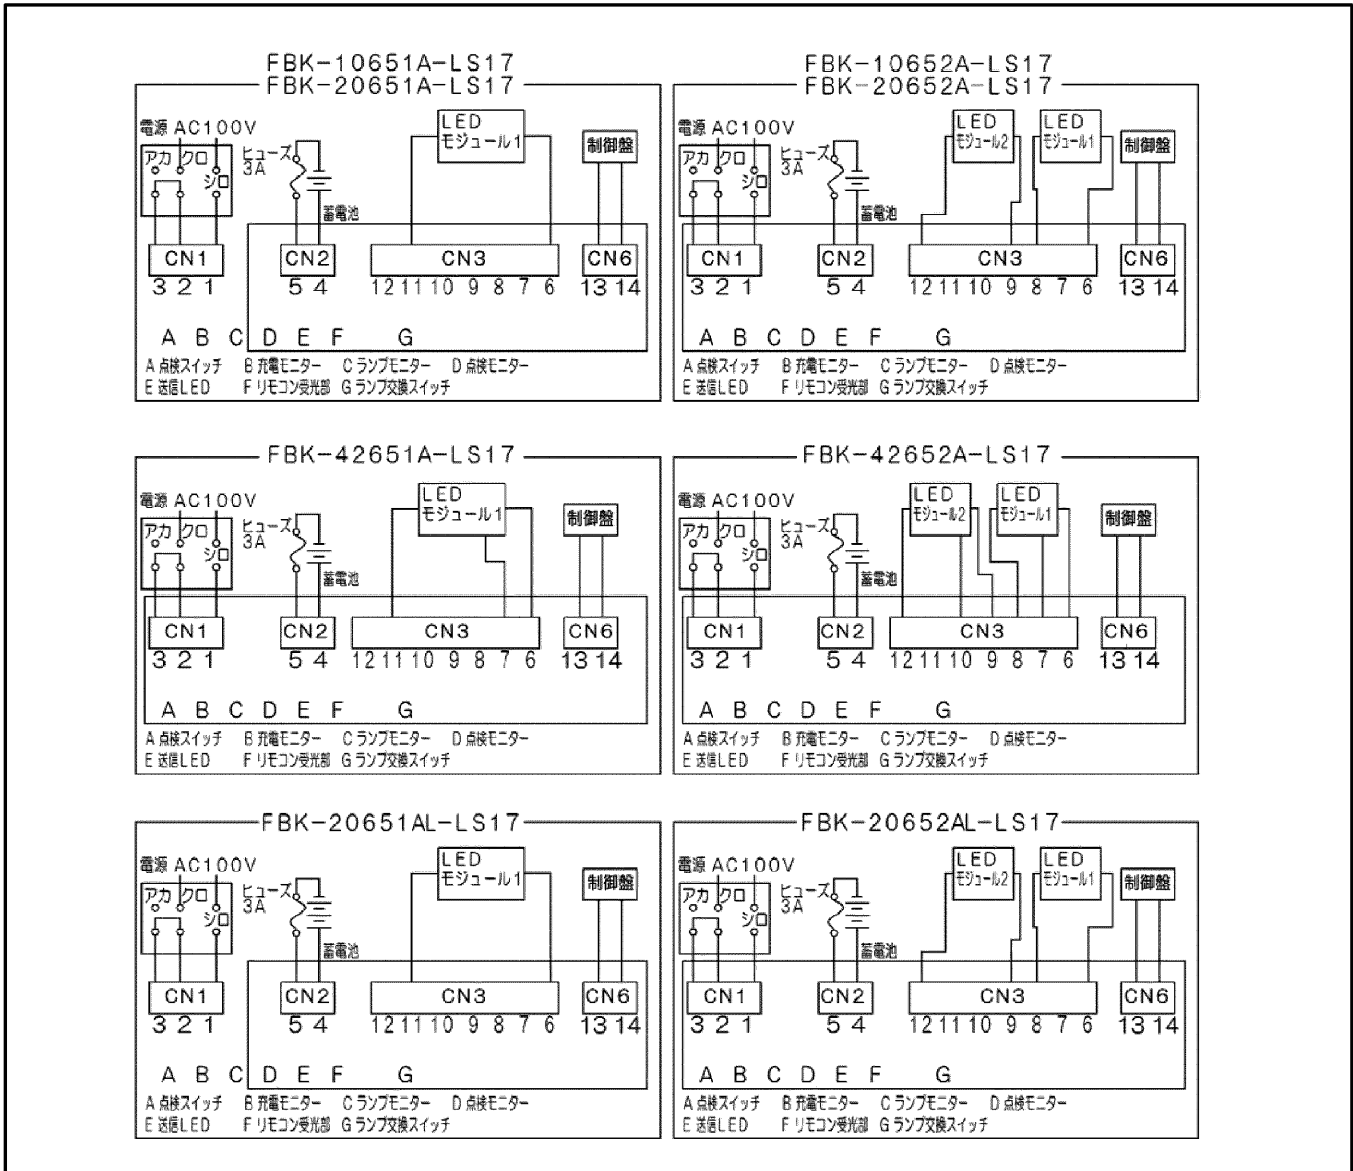 FBK-10651A-LS17
FBK-20651A-LS17
電源 AC100V
アカ クロ
シロ
ヒューズ
3A
蓄電池
LED
モジュール1
制御盤
CN1 CN2 CN3 CN6
3 2 1 5 4 12 11 10 9 8 7 6 13 14
A B C D E F G
A 点検スイッチ B 充電モニター C ランプモニター D 点検モニター
E 送信LED F リモコン受光部 G ランプ交換スイッチ
FBK-10652A-LS17
FBK-20652A-LS17
電源 AC100V
アカ クロ
シロ
ヒューズ
3A
蓄電池
LED
モジュール2
LED
モジュール1
制御盤
CN1 CN2 CN3 CN6
3 2 1 5 4 12 11 10 9 8 7 6 13 14
A B C D E F G
A 点検スイッチ B 充電モニター C ランプモニター D 点検モニター
E 送信LED F リモコン受光部 G ランプ交換スイッチ
FBK-42651A-LS17
電源 AC100V
アカ クロ
シロ
ヒューズ
3A
蓄電池
LED
モジュール1
制御盤
CN1 CN2 CN3 CN6
3 2 1 5 4 12 11 10 9 8 7 6 13 14
A B C D E F G
A 点検スイッチ B 充電モニター C ランプモニター D 点検モニター
E 送信LED F リモコン受光部 G ランプ交換スイッチ
FBK-42652A-LS17
電源 AC100V
アカ クロ
シロ
ヒューズ
3A
蓄電池
LED
モジュール2
LED
モジュール1
制御盤
CN1 CN2 CN3 CN6
3 2 1 5 4 12 11 10 9 8 7 6 13 14
A B C D E F G
A 点検スイッチ B 充電モニター C ランプモニター D 点検モニター
E 送信LED F リモコン受光部 G ランプ交換スイッチ
FBK-20651AL-LS17
電源 AC100V
アカ クロ
シロ
ヒューズ
3A
蓄電池
LED
モジュール1
制御盤
CN1 CN2 CN3 CN6
3 2 1 5 4 12 11 10 9 8 7 6 13 14
A B C D E F G
A 点検スイッチ B 充電モニター C ランプモニター D 点検モニター
E 送信LED F リモコン受光部 G ランプ交換スイッチ
FBK-20652AL-LS17
電源 AC100V
アカ クロ
シロ
ヒューズ
3A
蓄電池
LED
モジュール2
LED
モジュール1
制御盤
CN1 CN2 CN3 CN6
3 2 1 5 4 12 11 10 9 8 7 6 13 14
A B C D E F G
A 点検スイッチ B 充電モニター C ランプモニター D 点検モニター
E 送信LED F リモコン受光部 G ランプ交換スイッチ